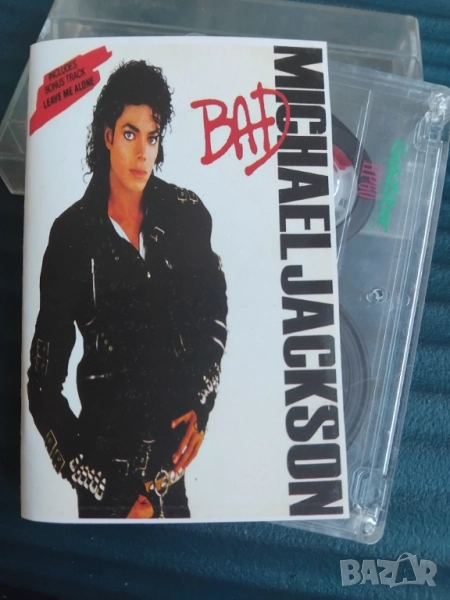 INCLUDES
BONUS TRACK
LEAVE ME ALONE
BAD
MICHAEL JACKSON
BAZAR